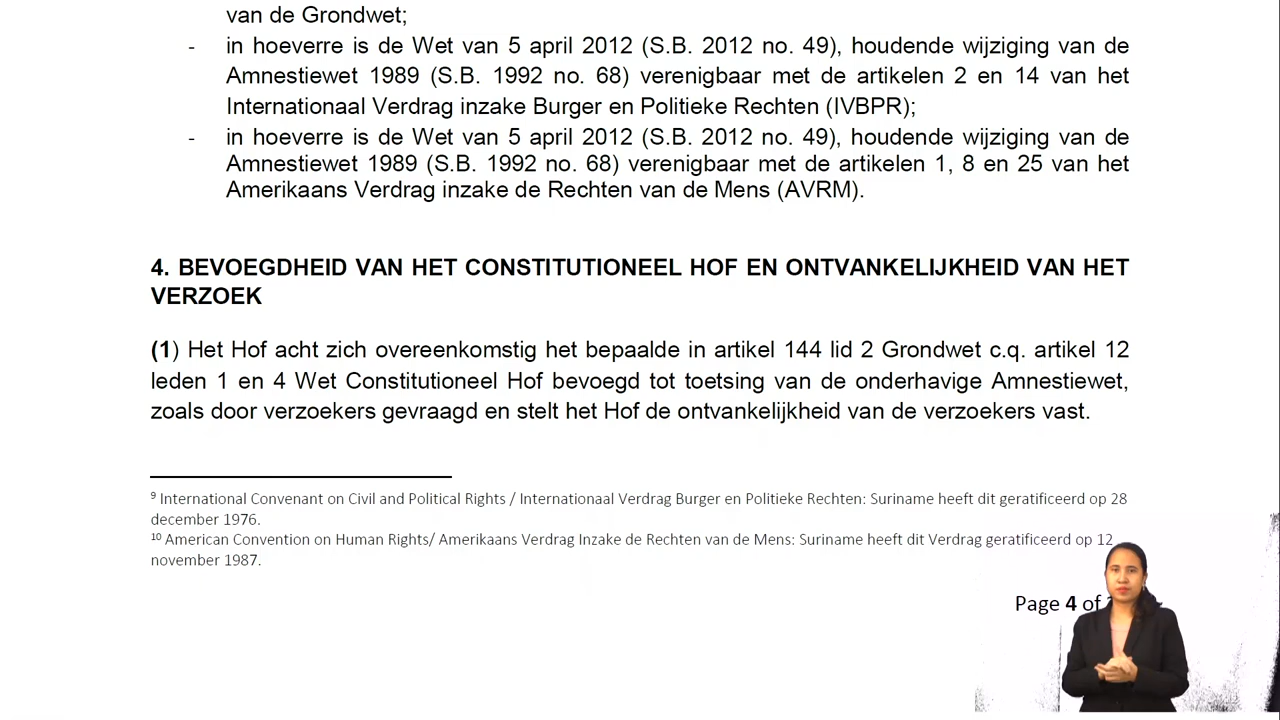 van de Grondwet;
- in hoeverre is de Wet van 5 april 2012 (S.B. 2012 no. 49), houdende wijziging van de
Amnestiewet 1989 (S.B. 1992 no. 68) verenigbaar met de artikelen 2 en 14 van het
Internationaal Verdrag inzake Burger en Politieke Rechten (IVBPR);
- in hoeverre is de Wet van 5 april 2012 (S.B. 2012 no. 49), houdende wijziging van de
Amnestiewet 1989 (S.B. 1992 no. 68) verenigbaar met de artikelen 1, 8 en 25 van het
Amerikaans Verdrag inzake de Rechten van de Mens (AVRM).
4. BEVOEGDHEID VAN HET CONSTITUTIONEEL HOF EN ONTVANKELIJKHEID VAN HET
VERZOEK
(1) Het Hof acht zich overeenkomstig het bepaalde in artikel 144 lid 2 Grondwet c.q. artikel 12
leden 1 en 4 Wet Constitutioneel Hof bevoegd tot toetsing van de onderhavige Amnestiewet,
zoals door verzoekers gevraagd en stelt het Hof de ontvankelijkheid van de verzoekers vast.
9 International Convenant on Civil and Political Rights / Internationaal Verdrag Burger en Politieke Rechten: Suriname heeft dit geratificeerd op 28
december 1976.
10 American Convention on Human Rights/ Amerikaans Verdrag Inzake de Rechten van de Mens: Suriname heeft dit Verdrag geratificeerd op 12
november 1987.
Page 4 of